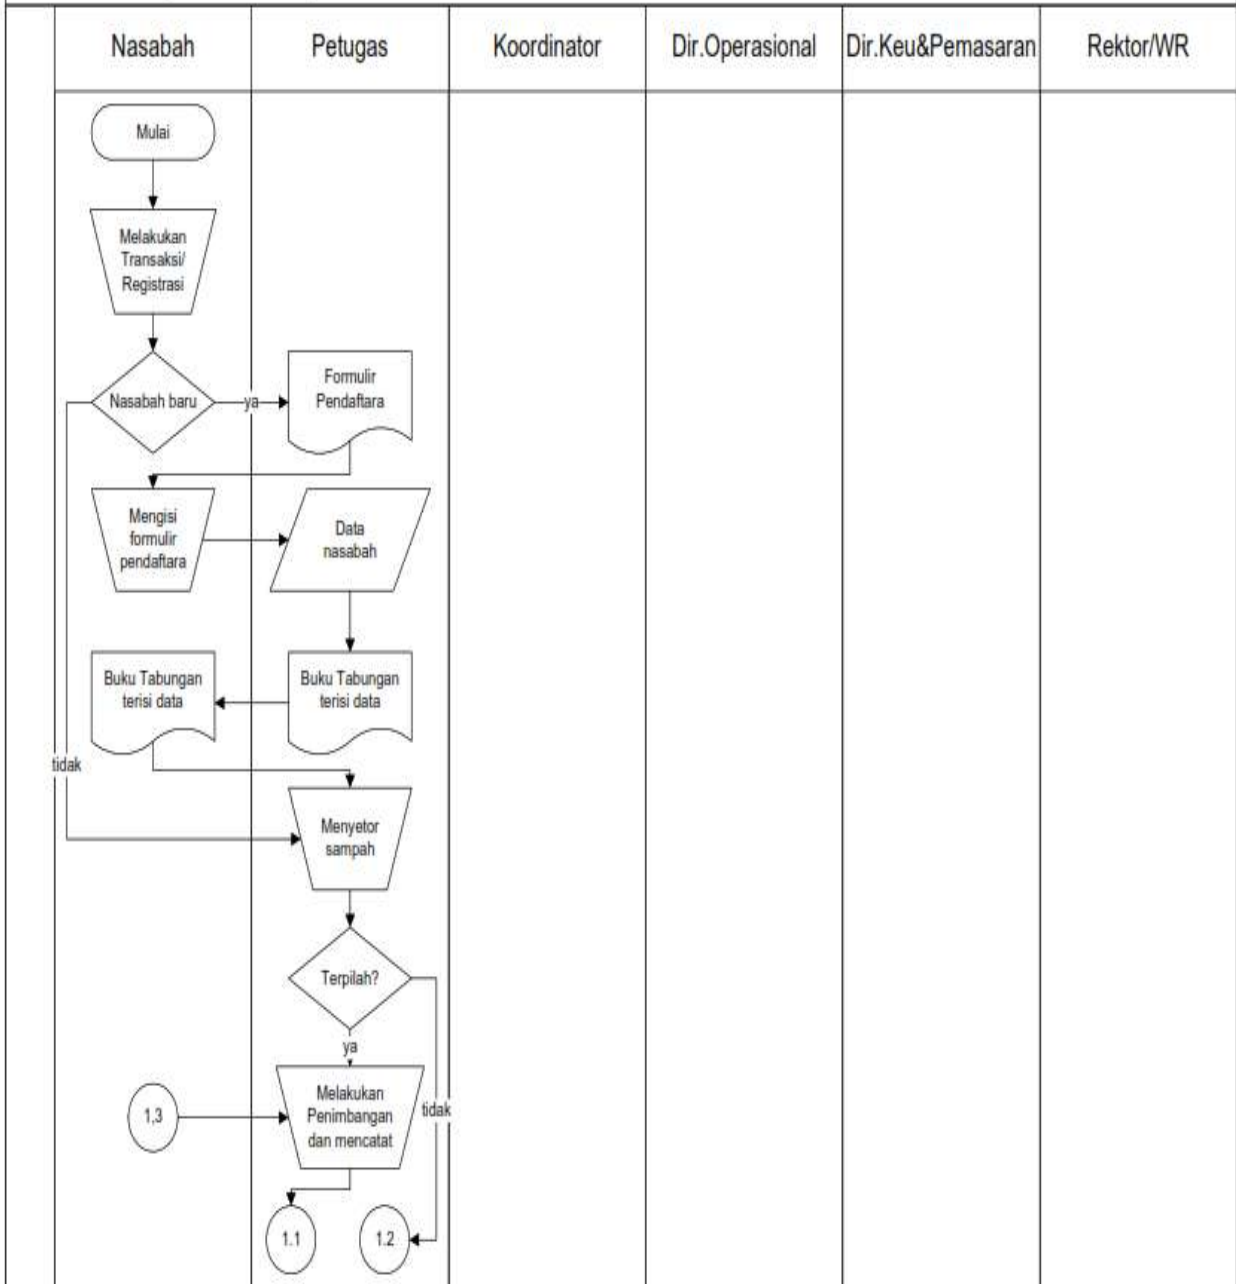 Nasabah
Petugas
Koordinator
Dir.Operasional
Dir.Keu&Pemasaran
Rektor/WR
Mulai
Melakukan
Transaksi/
Registrasi
Nasabah baru
ya
Formulir
Pendaftara
Mengisi
formulir
pendaftara
Data
nasabah
Buku Tabungan
terisi data
Buku Tabungan
terisi data
tidak
Menyetor
sampah
Terpilah?
ya
Melakukan
Penimbangan
dan mencatat
1,3
tidak
1.1
1.2